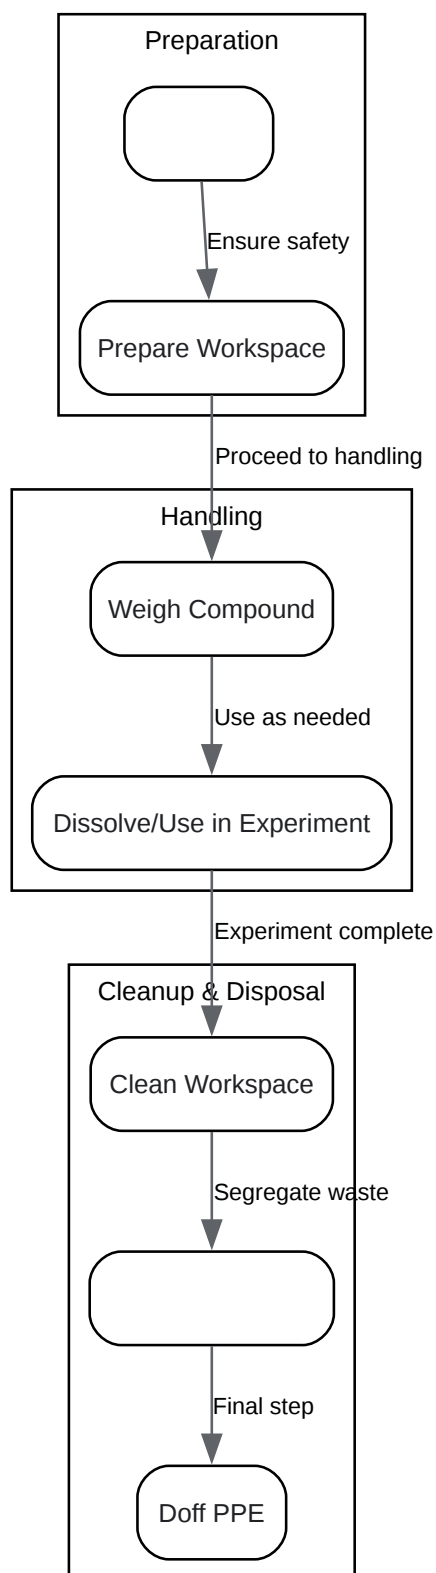 Preparation
Ensure safety
Prepare Workspace
Proceed to handling
Handling
Weigh Compound
Use as needed
Dissolve/Use in Experiment
Experiment complete
Cleanup & Disposal
Clean Workspace
Segregate waste
Final step
Doff PPE